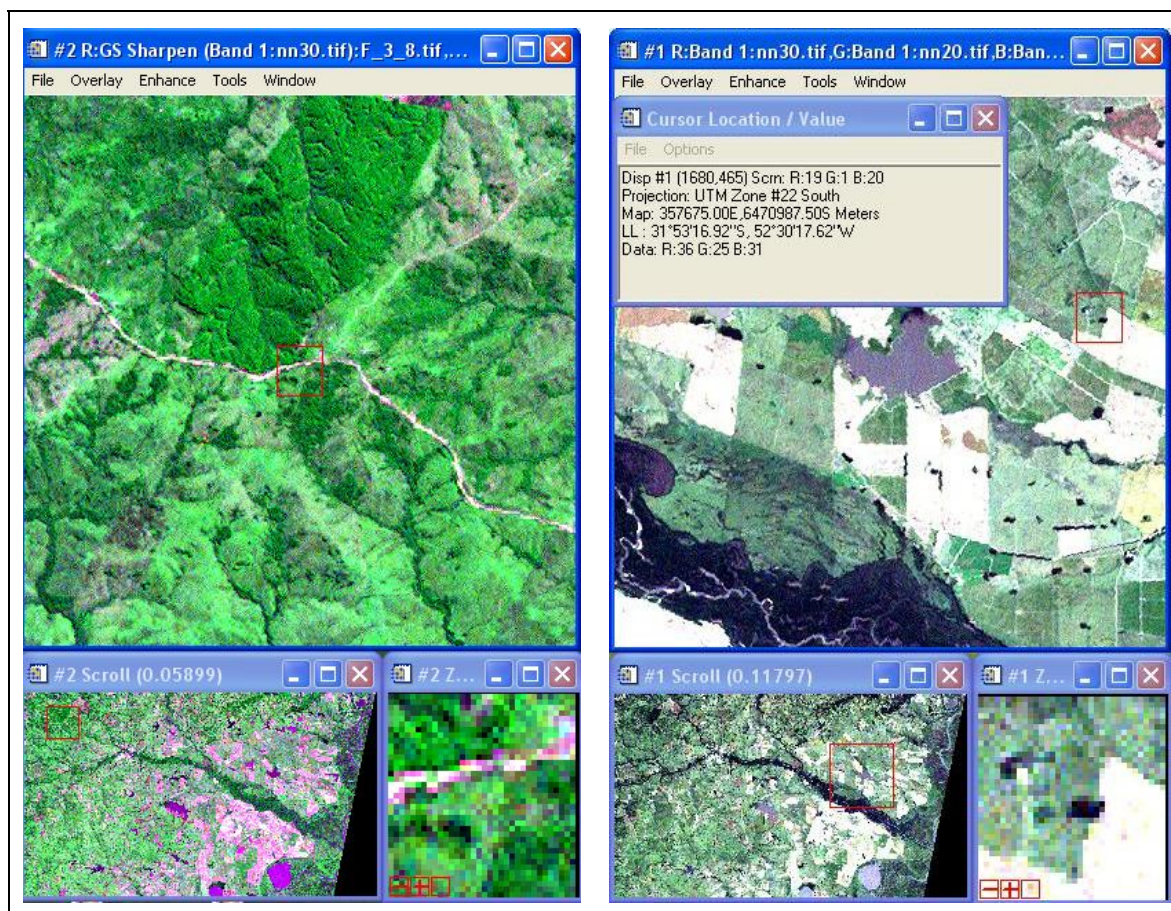 #2 R:GS Sharpen (Band 1:nn30.tif):F_3_8.tif,...
File Overlay Enhance Tools Window
#2 Scroll (0.05899)
#2 Z...
#1 R:Band 1:nn30.tif,G:Band 1:nn20.tif,B:Ban...
File Overlay Enhance Tools Window
Cursor Location / Value
File Options
Disp #1 (1680,465) Scrn: R:19 G:1 B:20
Projection: UTM Zone #22 South
Map: 357675.00E,6470987.50S Meters
LL : 31°53'16.92"S, 52°30'17.62"W
Data: R:36 G:25 B:31
#1 Scroll (0.11797)
#1 Z...